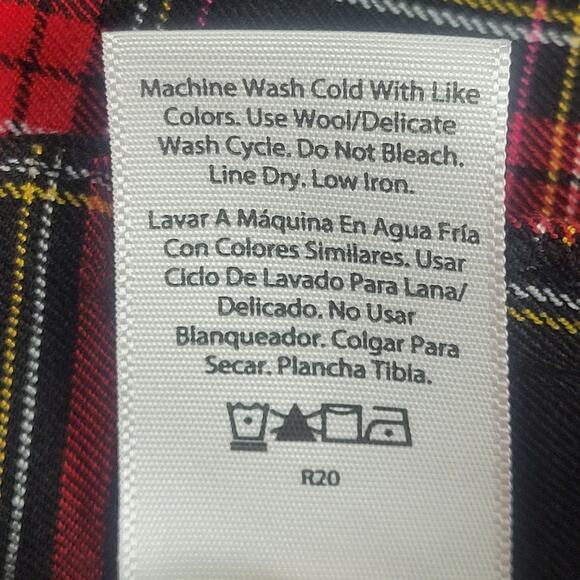 Machine Wash Cold With Like
Colors. Use Wool/Delicate
Wash Cycle. Do Not Bleach.
Line Dry. Low Iron.
Lavar A Máquina En Agua Fría
Con Colores Similares. Usar
Ciclo De Lavado Para Lana/
Delicado. No Usar
Blanqueador. Colgar Para
Secar. Plancha Tibia.
R20